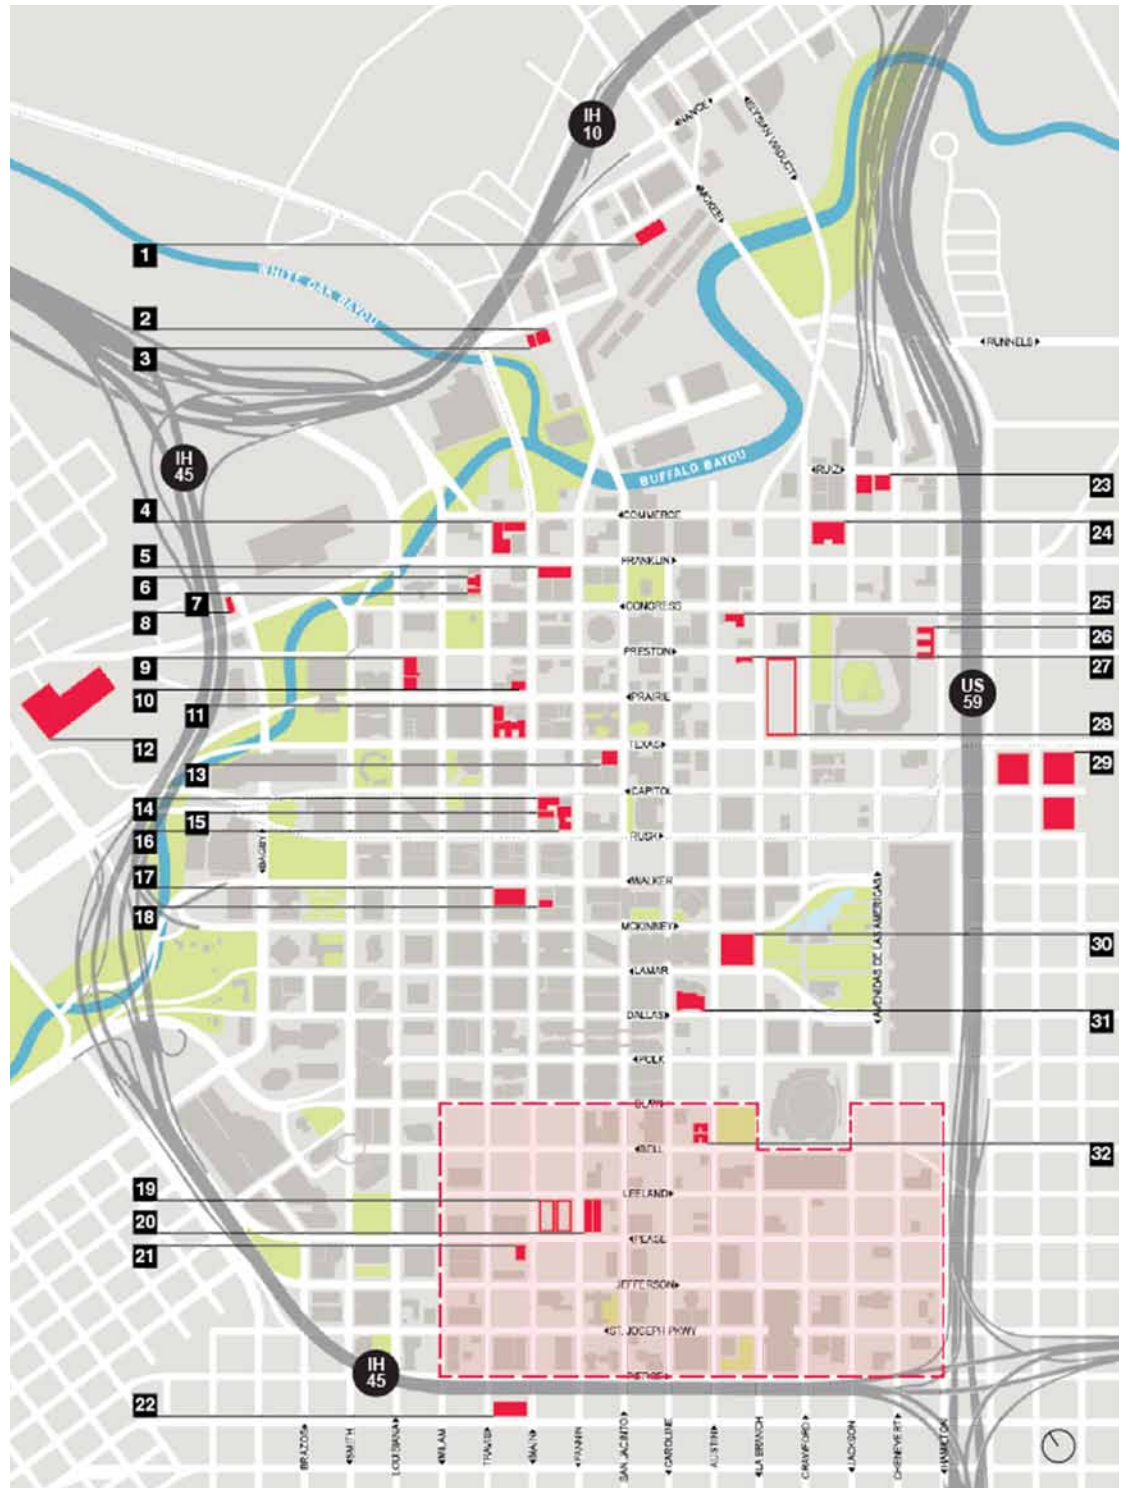 IH
10
◄NANCE►
◄ELYSIAN VIADUCT►
◄MCKEE►
1
WHITE OAK BAYOU
2
3
◄RUNNELS►
IH
45
BUFFALO BAYOU
◄RUIZ►
23
4
◄COMMERCE
24
5
FRANKLIN►
6
7
8
◄CONGRESS
25
26
9
PRESTON►
27
10
◄PRAIRIE
US
59
11
28
12
TEXAS►
13
29
◄CAPITOL
14
15
16
RUSK►
◄BAGBY►
17
◄WALKER
18
MCKINNEY►
◄AVENIDAS DE LAS AMERICAS►
30
◄LAMAR
DALLAS►
31
◄POLK
◄BELL
32
19
LEELAND►
20
◄PEASE
21
JEFFERSON►
◄ST. JOSEPH PKWY
IH
45
22
BRAZOS►
◄SMITH
LOUISIANA►
◄MILAM
TRAVIS►
◄MAIN►
◄FANNIN
SAN JACINTO►
◄CAROLINE
AUSTIN►
◄LA BRANCH
CRAWFORD►
◄JACKSON
CHENEVERT►
◄HAMILTON